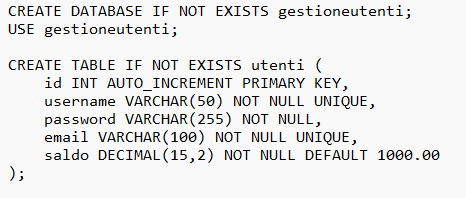 CREATE DATABASE IF NOT EXISTS gestioneutenti;
USE gestioneutenti;

CREATE TABLE IF NOT EXISTS utenti (
    id INT AUTO_INCREMENT PRIMARY KEY,
    username VARCHAR(50) NOT NULL UNIQUE,
    password VARCHAR(255) NOT NULL,
    email VARCHAR(100) NOT NULL UNIQUE,
    saldo DECIMAL(15,2) NOT NULL DEFAULT 1000.00
);